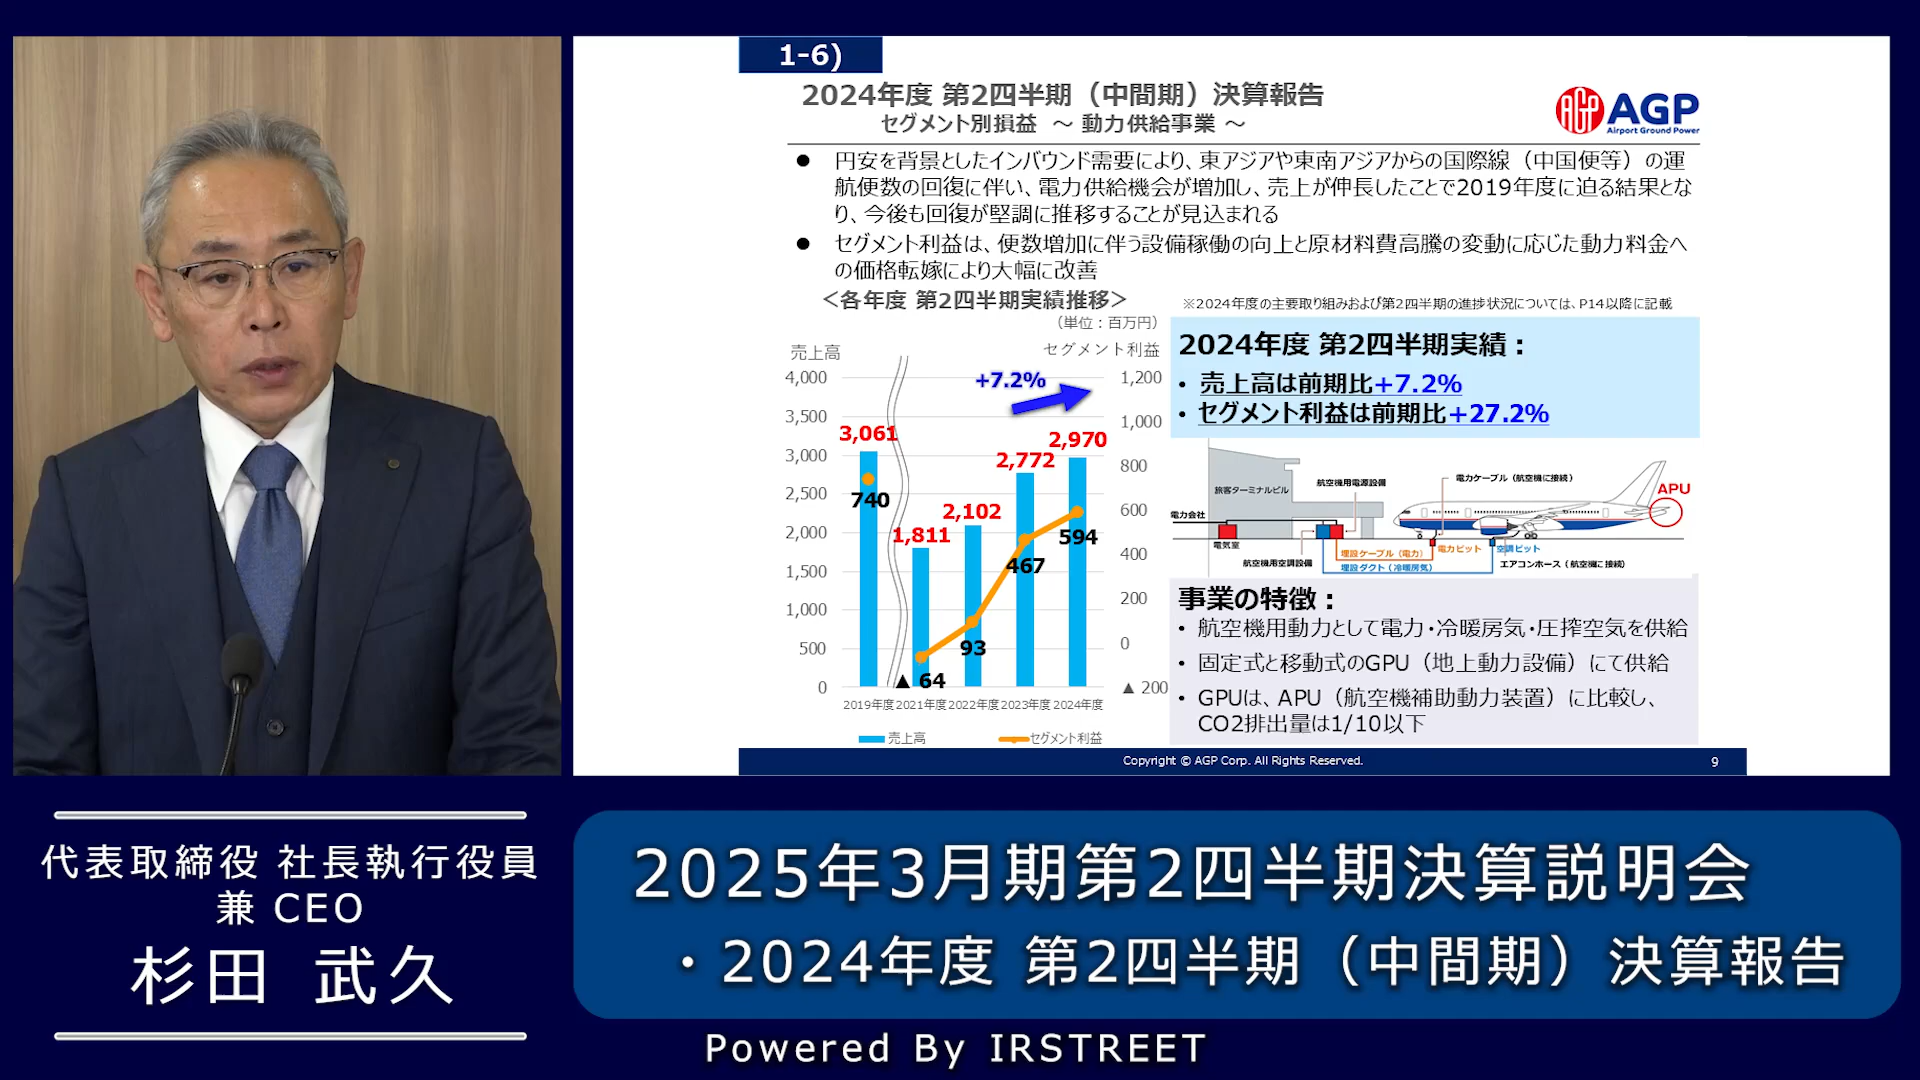 1-6)
2024年度 第2四半期（中間期）決算報告
セグメント別損益 ～ 動力供給事業 ～
AGP
AGP
Airport Ground Power
● 円安を背景としたインバウンド需要により、東アジアや東南アジアからの国際線（中国便等）の運
航便数の回復に伴い、電力供給機会が増加し、売上が伸長したことで2019年度に迫る結果とな
り、今後も回復が堅調に推移することが見込まれる
● セグメント利益は、便数増加に伴う設備稼働の向上と原材料費高騰の変動に応じた動力料金へ
の価格転嫁により大幅に改善
＜各年度 第2四半期実績推移＞
（単位：百万円）
売上高
セグメント利益
4,000
3,500
3,000
2,500
2,000
1,500
1,000
500
0
1,200
1,000
800
600
400
200
0
▲ 200
+7.2%
3,061
740
1,811
▲ 64
2,102
93
2,772
467
2,970
594
2019年度 2021年度 2022年度 2023年度 2024年度
売上高
セグメント利益
※2024年度の主要取り組みおよび第2四半期の進捗状況については、P14以降に記載
2024年度 第2四半期実績：
• 売上高は前期比+7.2%
• セグメント利益は前期比+27.2%
旅客ターミナルビル
航空機用電源設備
電力ケーブル（航空機に接続）
APU
電力会社
電気室
航空機用空調設備
埋設ケーブル（電力）
埋設ダクト（冷暖房気）
電力ピット
空調ピット
エアコンホース（航空機に接続）
事業の特徴：
• 航空機用動力として電力・冷暖房気・圧搾空気を供給
• 固定式と移動式のGPU（地上動力設備）にて供給
• GPUは、APU（航空機補助動力装置）に比較し、
CO2排出量は1/10以下
Copyright © AGP Corp. All Rights Reserved.
9
代表取締役 社長執行役員
兼 CEO
杉田 武久
2025年3月期第2四半期決算説明会
・2024年度 第2四半期（中間期）決算報告
Powered By IRSTREET